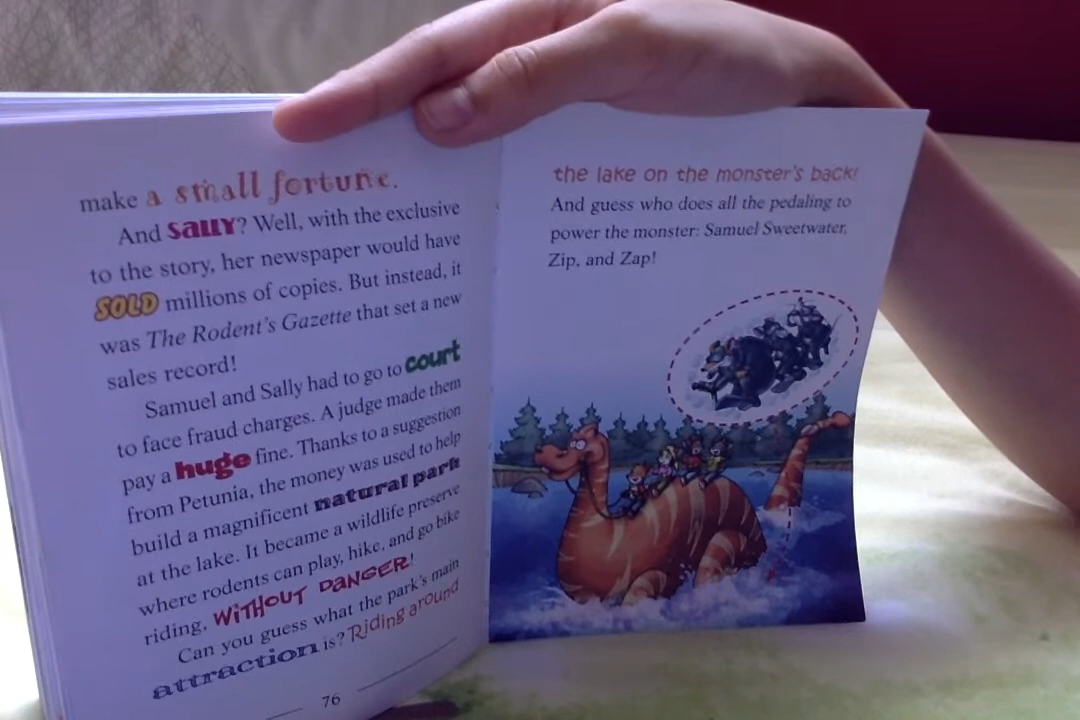 make a small fortune.
And SALLY? Well, with the exclusive
to the story, her newspaper would have
SOLD millions of copies. But instead, it
was The Rodent's Gazette that set a new
sales record!
Samuel and Sally had to go to court
to face fraud charges. A judge made them
pay a huge fine. Thanks to a suggestion
from Petunia, the money was used to help
build a magnificent natural park
at the lake. It became a wildlife preserve
where rodents can play, hike, and go bike
riding, WITHOUT DANGER!
Can you guess what the park's main
attraction is? Riding around
76
the lake on the monster's back!
And guess who does all the pedaling to
power the monster: Samuel Sweetwater,
Zip, and Zap!